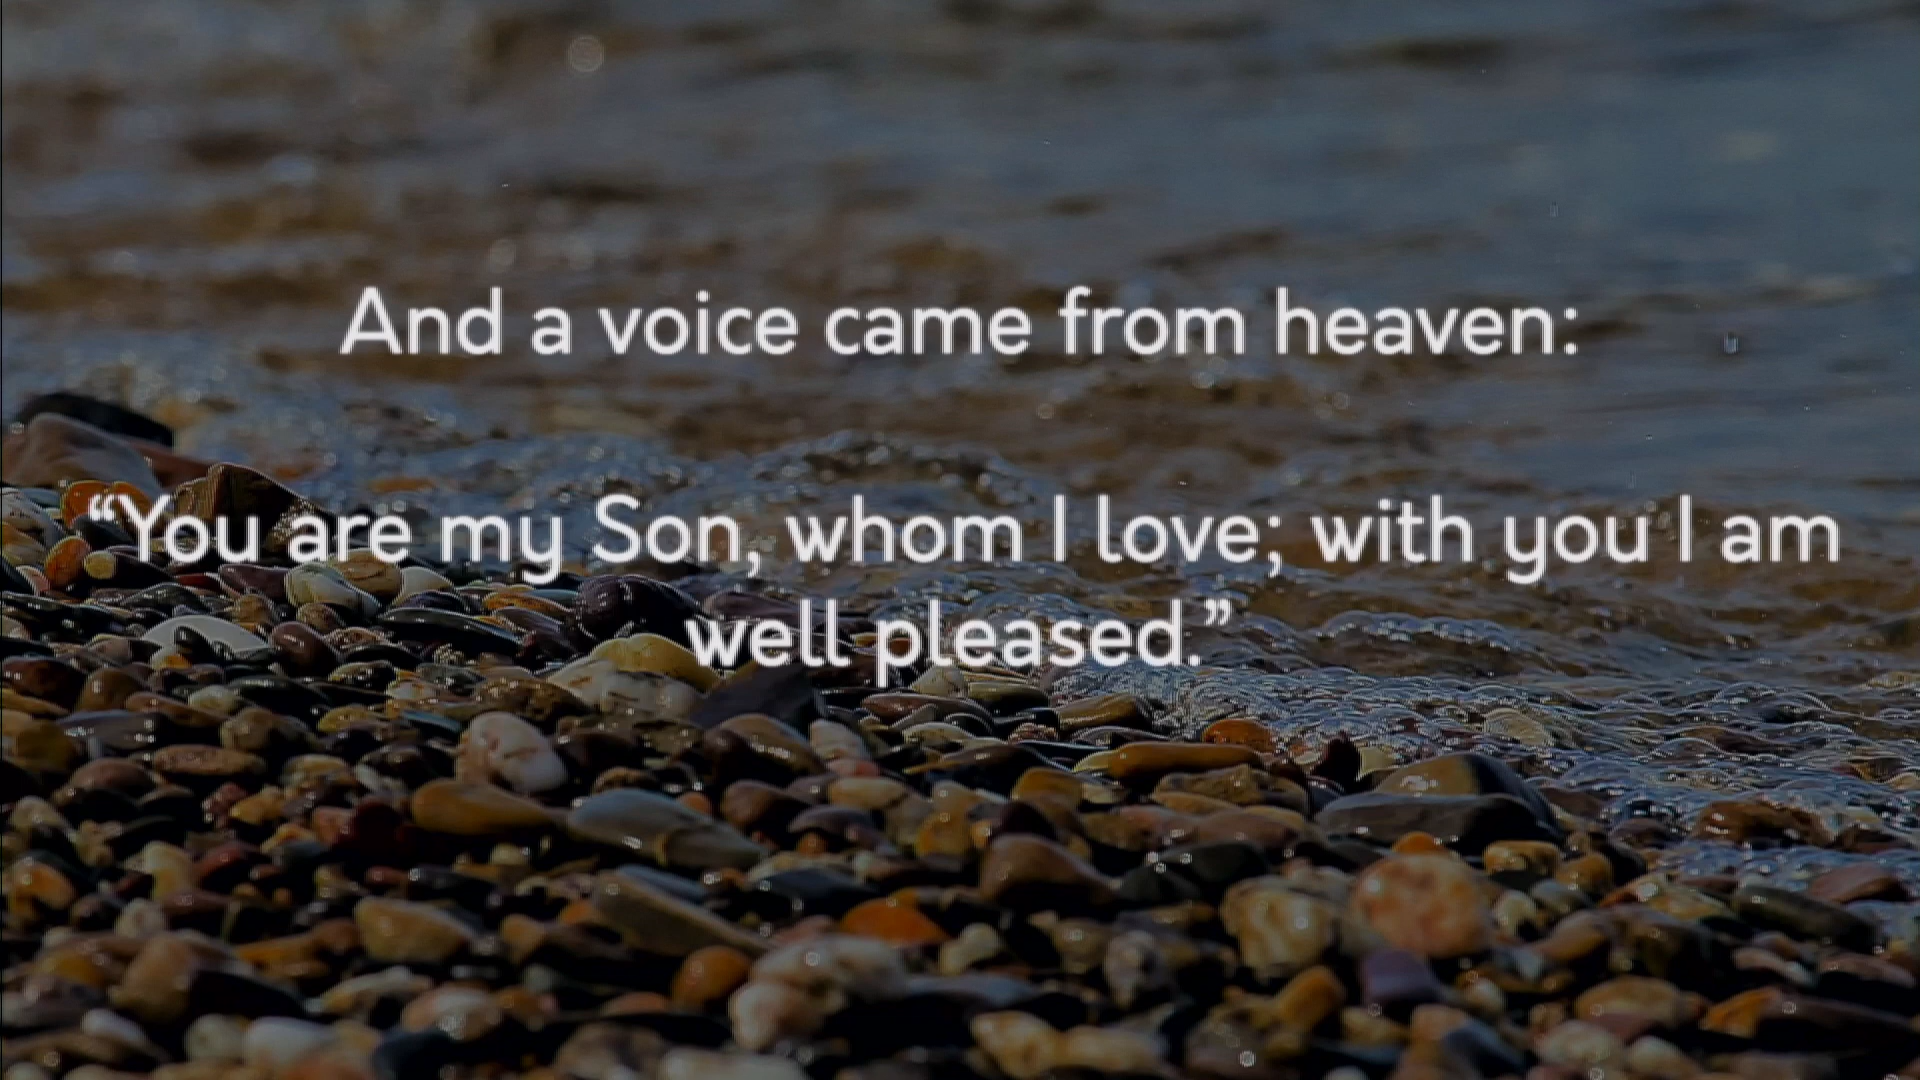 And a voice came from heaven:
“You are my Son, whom I love; with you I am
well pleased.”